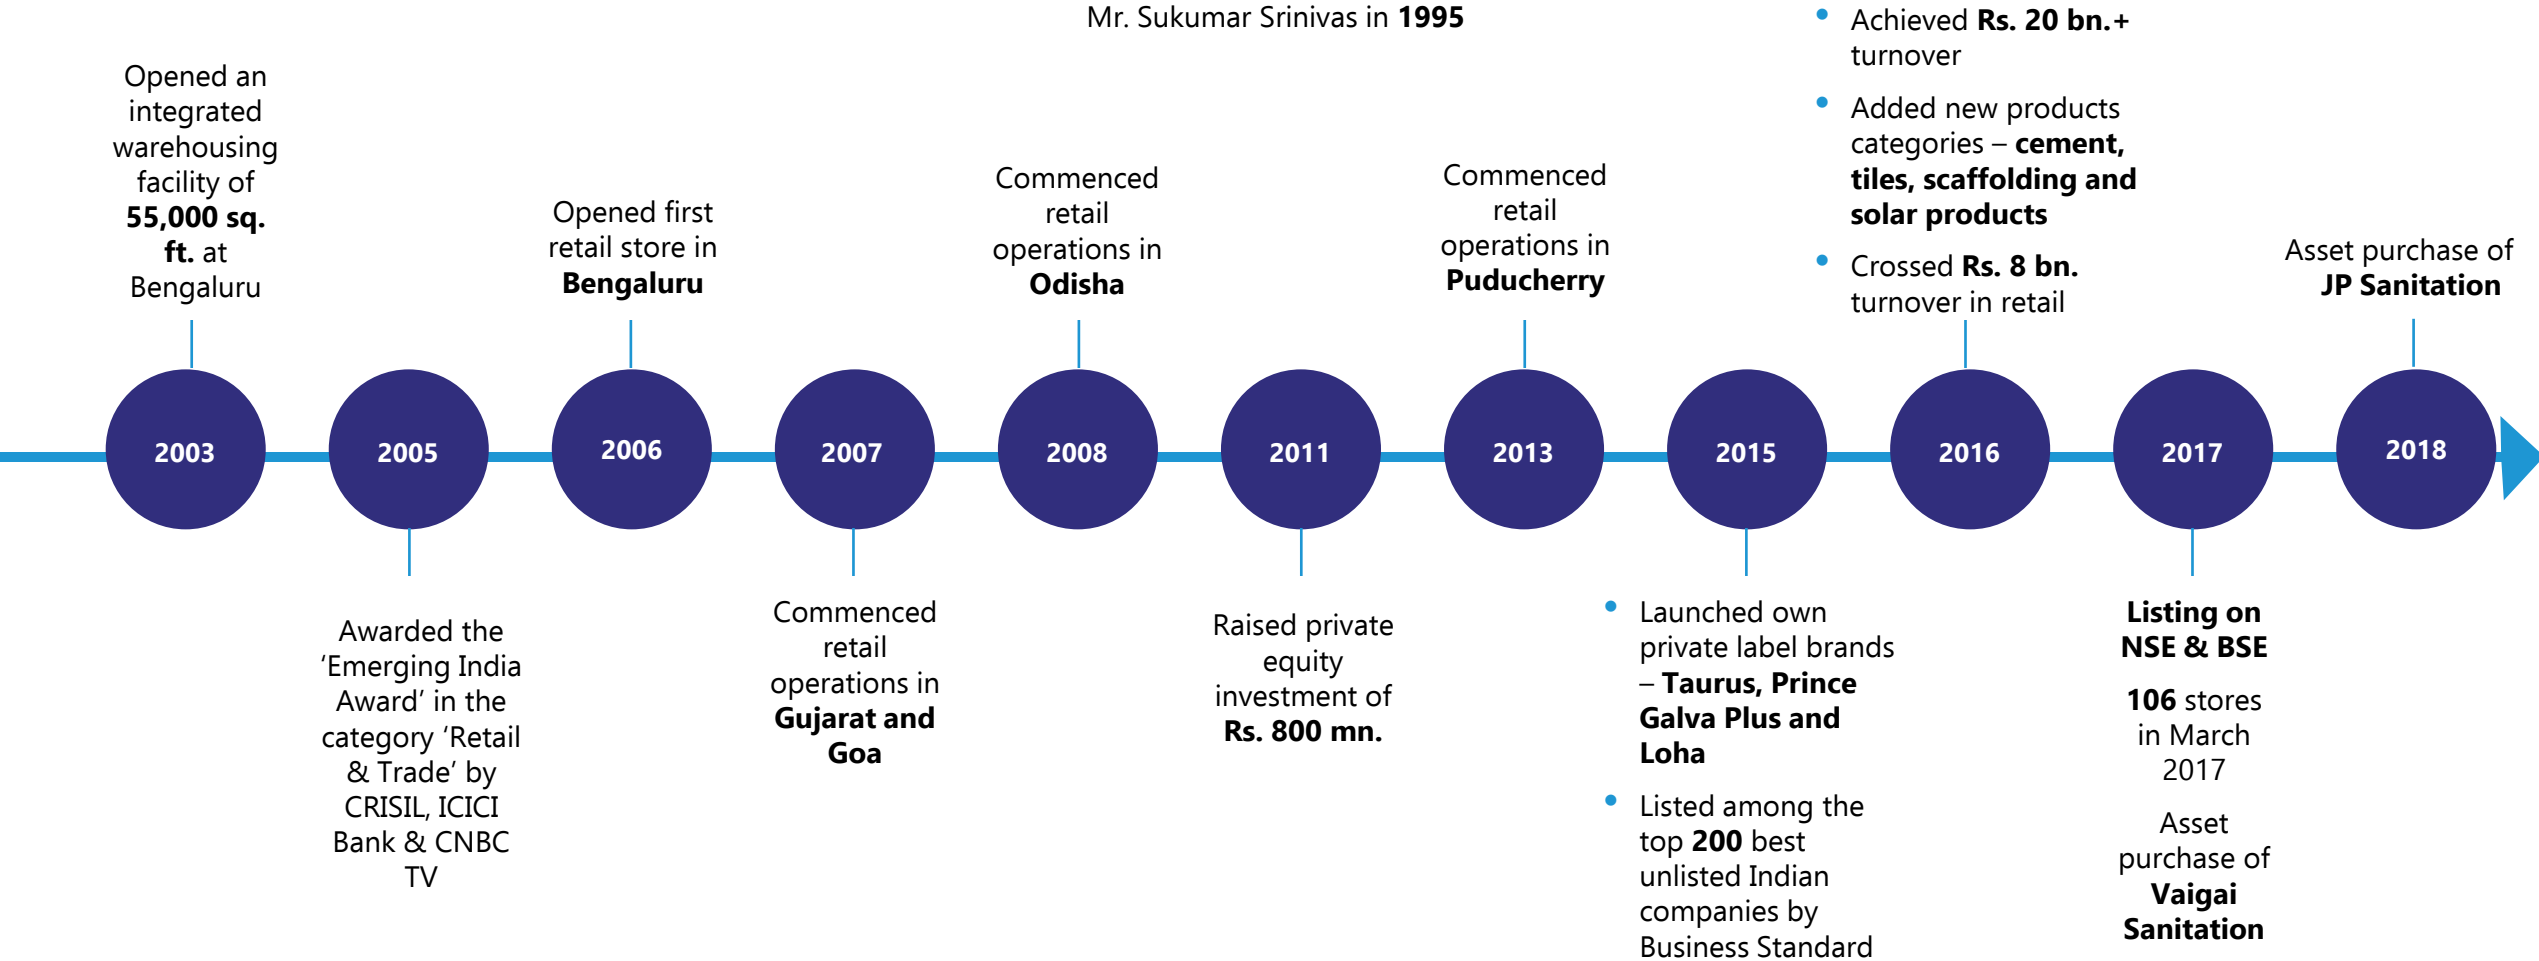 Mr. Sukumar Srinivas in 1995
Opened an
integrated
warehousing
facility of
55,000 sq.
ft. at
Bengaluru
Opened first
retail store in
Bengaluru
Commenced
retail
operations in
Odisha
Commenced
retail
operations in
Puducherry
• Achieved Rs. 20 bn.+
turnover
• Added new products
categories – cement,
tiles, scaffolding and
solar products
• Crossed Rs. 8 bn.
turnover in retail
Asset purchase of
JP Sanitation
2003
2005
2006
2007
2008
2011
2013
2015
2016
2017
2018
Awarded the
‘Emerging India
Award’ in the
category ‘Retail
& Trade’ by
CRISIL, ICICI
Bank & CNBC
TV
Commenced
retail
operations in
Gujarat and
Goa
Raised private
equity
investment of
Rs. 800 mn.
• Launched own
private label brands
– Taurus, Prince
Galva Plus and
Loha
• Listed among the
top 200 best
unlisted Indian
companies by
Business Standard
Listing on
NSE & BSE
106 stores
in March
2017
Asset
purchase of
Vaigai
Sanitation